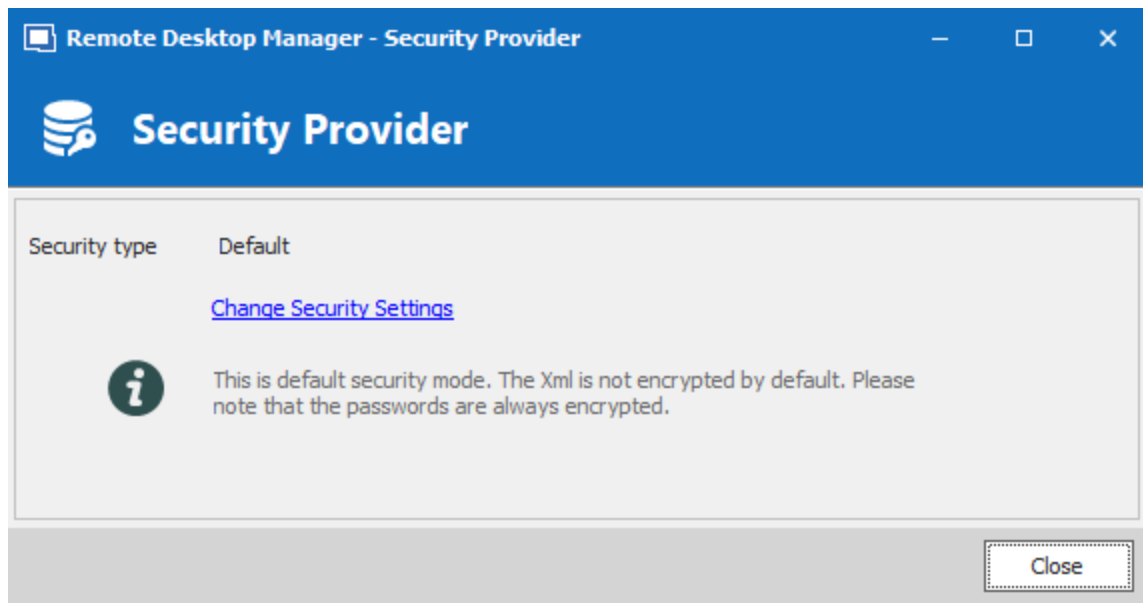 Remote Desktop Manager - Security Provider
Security Provider
Security type Default
Change Security Settings
This is default security mode. The Xml is not encrypted by default. Please
note that the passwords are always encrypted.
Close